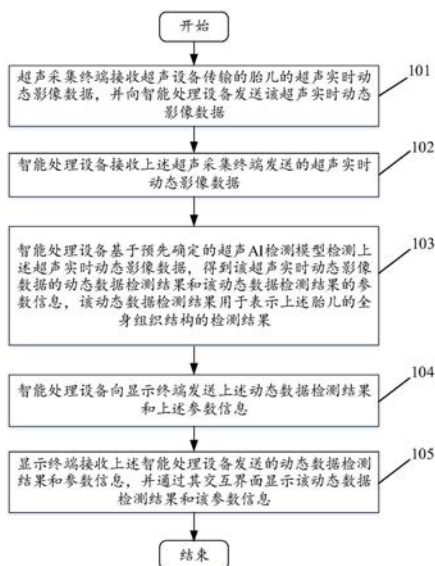 开始
超声采集终端接收超声设备传输的胎儿的超声实时动
态影像数据，并向智能处理设备发送该超声实时动态
影像数据
101
智能处理设备接收上述超声采集终端发送的超声实时
动态影像数据
102
智能处理设备基于预先确定的超声AI检测模型检测上
述超声实时动态影像数据，得到该超声实时动态影像
数据的动态数据检测结果和该动态数据检测结果的参
数信息，该动态数据检测结果用于表示上述胎儿的全
身组织结构的检测结果
103
智能处理设备向显示终端发送上述动态数据检测结果
和上述参数信息
104
显示终端接收上述智能处理设备发送的动态数据检测
结果和参数信息，并通过其交互界面显示该动态数据
检测结果和该参数信息
105
结束